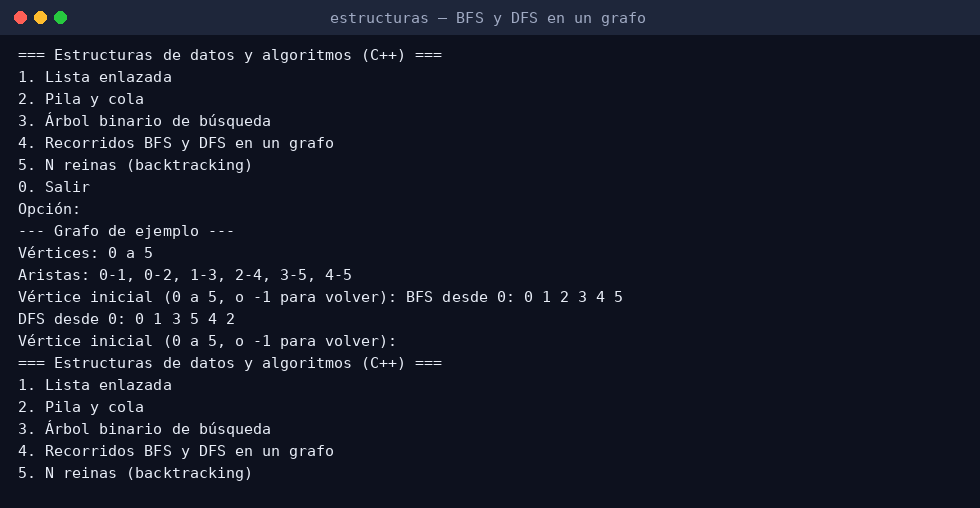 estructuras — BFS y DFS en un grafo
=== Estructuras de datos y algoritmos (C++) ===
1. Lista enlazada
2. Pila y cola
3. Árbol binario de búsqueda
4. Recorridos BFS y DFS en un grafo
5. N reinas (backtracking)
0. Salir
Opción:
--- Grafo de ejemplo ---
Vértices: 0 a 5
Aristas: 0-1, 0-2, 1-3, 2-4, 3-5, 4-5
Vértice inicial (0 a 5, o -1 para volver): BFS desde 0: 0 1 2 3 4 5
DFS desde 0: 0 1 3 5 4 2
Vértice inicial (0 a 5, o -1 para volver):
=== Estructuras de datos y algoritmos (C++) ===
1. Lista enlazada
2. Pila y cola
3. Árbol binario de búsqueda
4. Recorridos BFS y DFS en un grafo
5. N reinas (backtracking)